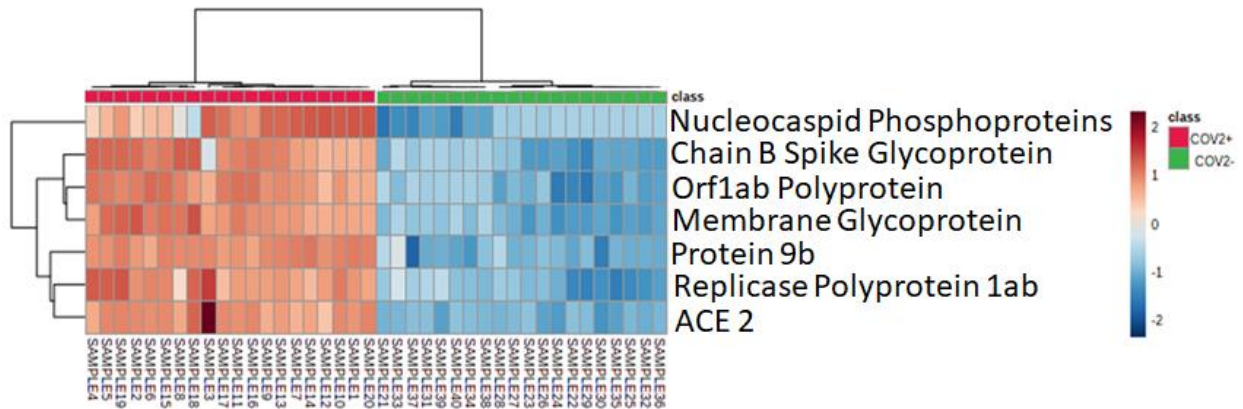 class
Nucleocaspid Phosphoproteins
Chain B Spike Glycoprotein
Orf1ab Polyprotein
Membrane Glycoprotein
Protein 9b
Replicase Polyprotein 1ab
ACE 2
2
1
0
-1
-2
class
COV2+
COV2-
SAMPLE4
SAMPLE5
SAMPLE19
SAMPLE2
SAMPLE6
SAMPLE15
SAMPLE8
SAMPLE18
SAMPLE3
SAMPLE17
SAMPLE11
SAMPLE16
SAMPLE9
SAMPLE13
SAMPLE7
SAMPLE14
SAMPLE12
SAMPLE10
SAMPLE1
SAMPLE20
SAMPLE21
SAMPLE33
SAMPLE37
SAMPLE31
SAMPLE39
SAMPLE40
SAMPLE34
SAMPLE38
SAMPLE28
SAMPLE27
SAMPLE23
SAMPLE26
SAMPLE24
SAMPLE22
SAMPLE29
SAMPLE30
SAMPLE35
SAMPLE25
SAMPLE32
SAMPLE36